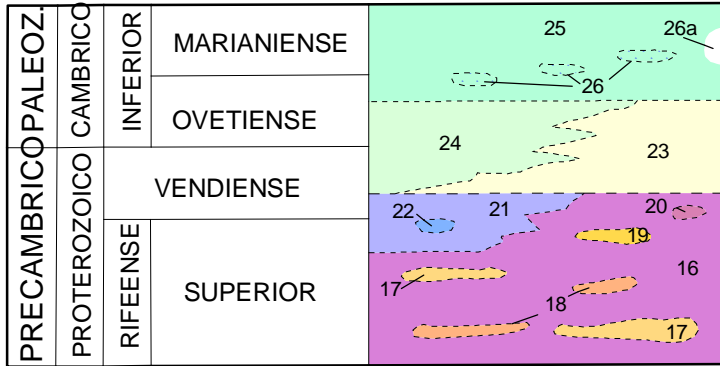 PRECAMBRICO
PALEOZ.
PROTEROZOICO
CAMBRICO
RIFEENSE
INFERIOR
MARIANIENSE
OVETIENSE
VENDIENSE
SUPERIOR
25
26a
26
24
23
22
21
20
19
16
17
18
17